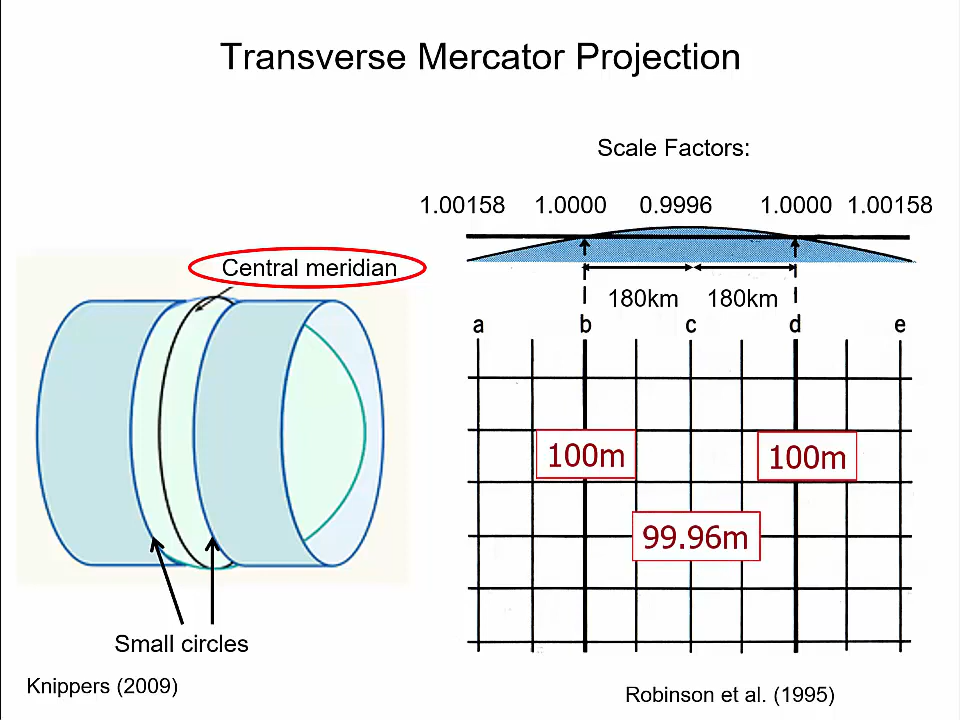 Transverse Mercator Projection
Scale Factors:
1.00158 1.0000 0.9996 1.0000 1.00158
Central meridian
180km 180km
a b c d e
100m 100m
99.96m
Small circles
Knippers (2009)
Robinson et al. (1995)